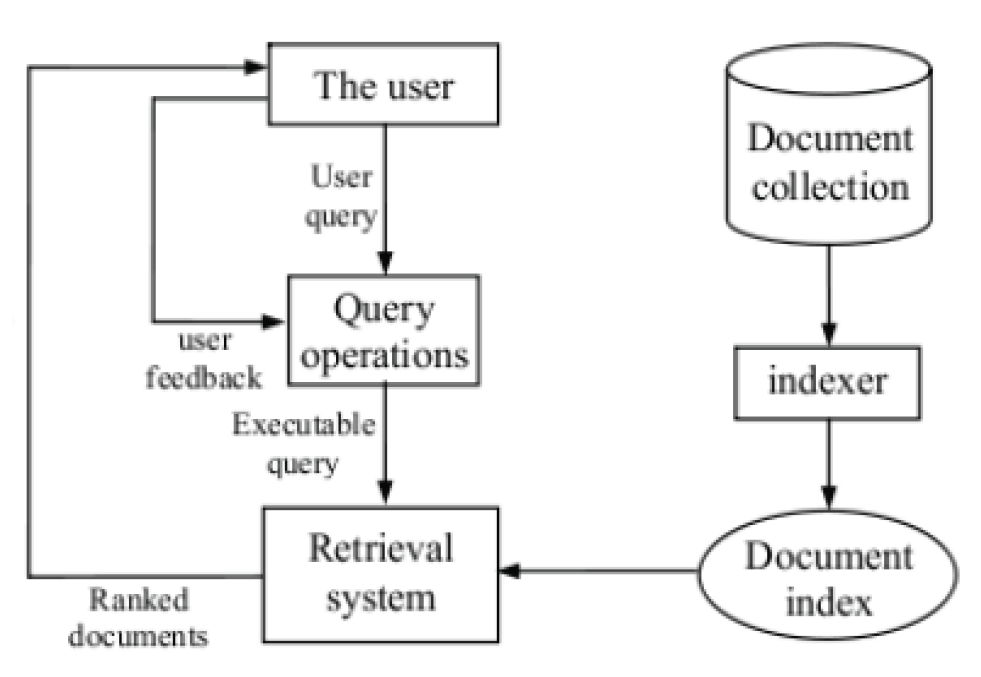 The user
Document
collection
User
query
Query
operations
user
feedback
indexer
Executable
query
Retrieval
system
Document
index
Ranked
documents